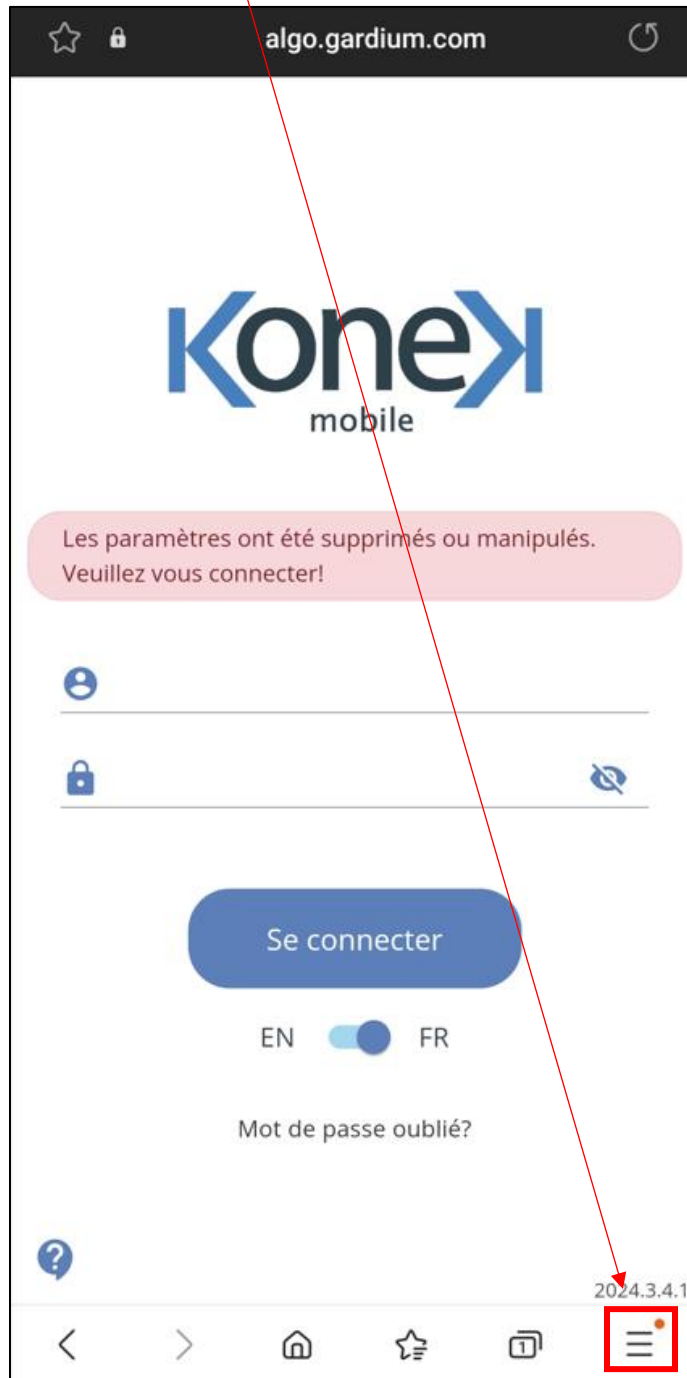 algo.gardium.com
Konek
mobile
Les paramètres ont été supprimés ou manipulés.
Veuillez vous connecter!
Se connecter
EN FR
Mot de passe oublié?
2024.3.4.1
1